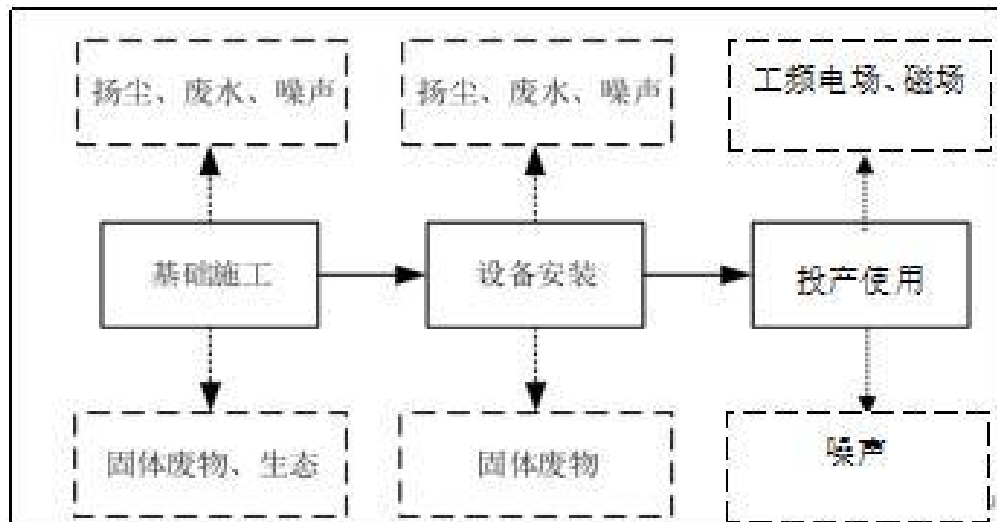 扬尘、废水、噪声
扬尘、废水、噪声
工频电场、磁场
基础施工
设备安装
投产使用
固体废物、生态
固体废物
噪声